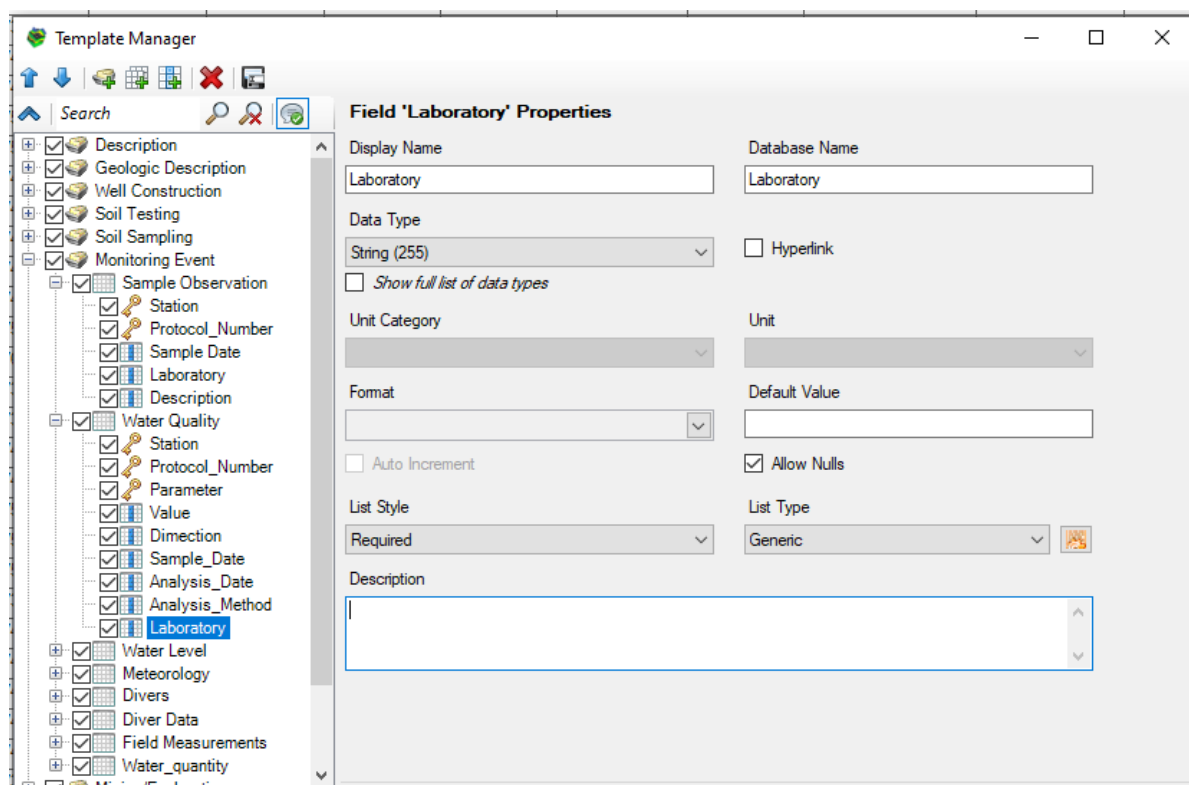 Template Manager
Search
Description
Geologic Description
Well Construction
Soil Testing
Soil Sampling
Monitoring Event
Sample Observation
Station
Protocol_Number
Sample Date
Laboratory
Description
Water Quality
Station
Protocol_Number
Parameter
Value
Dimection
Sample_Date
Analysis_Date
Analysis_Method
Laboratory
Water Level
Meteorology
Divers
Diver Data
Field Measurements
Water_quantity
Field 'Laboratory' Properties
Display Name
Database Name
Laboratory
Laboratory
Data Type
String (255)
Hyperlink
Show full list of data types
Unit Category
Unit
Format
Default Value
Auto Increment
Allow Nulls
List Style
List Type
Required
Generic
Description